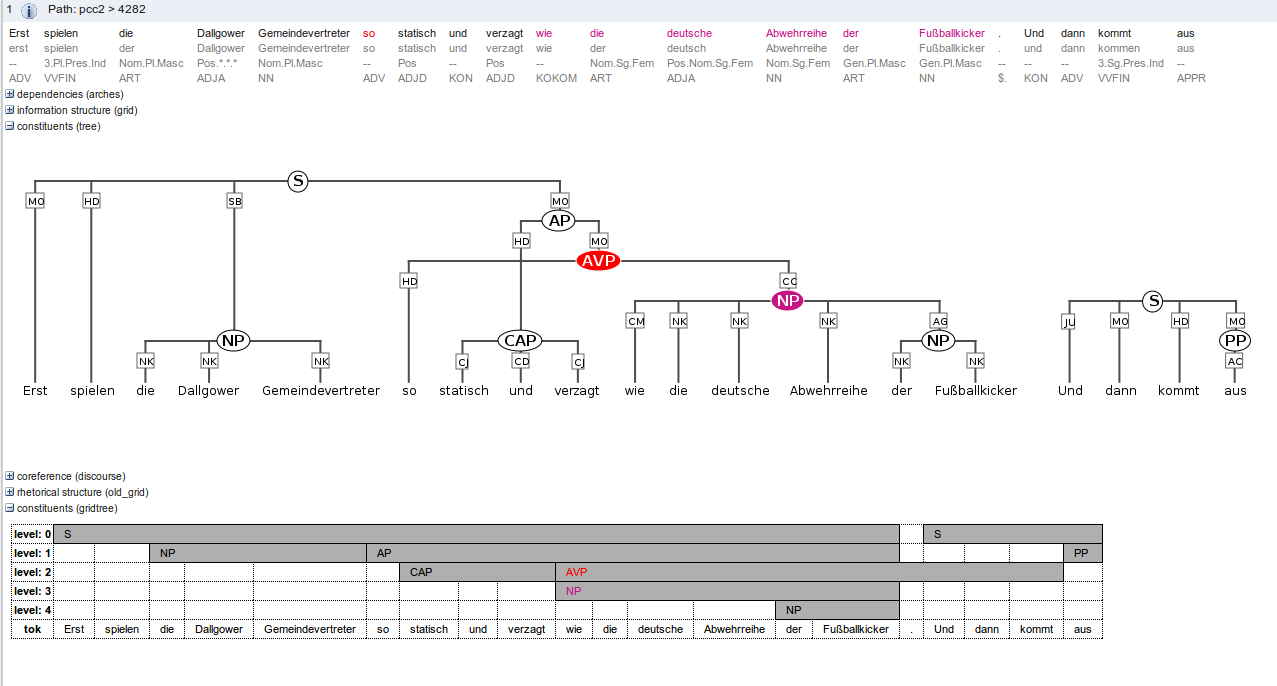 1 i Path: pcc2 > 4282
Erst spielen die Dallgower Gemeindevertreter so statisch und verzagt wie die deutsche Abwehrreihe der Fußballkicker . Und dann kommt aus
erst spielen der Dallgower Gemeindevertreter so statisch und verzagt wie der deutsch Abwehrreihe der Fußballkicker . und dann kommen aus
-- 3.Pl.Pres.Ind Nom.Pl.Masc Pos.*.*.* Nom.Pl.Masc -- Pos -- Pos -- Nom.Sg.Fem Pos.Nom.Sg.Fem Nom.Sg.Fem Gen.Pl.Masc Gen.Pl.Masc -- -- -- 3.Sg.Pres.Ind --
ADV VVFIN ART ADJA NN ADV ADJD KON ADJD KOKOM ART ADJA NN ART NN $. KON ADV VVFIN APPR
dependencies (arches)
information structure (grid)
constituents (tree)
S
MO HD SB MO
AP
HD MO
AVP
HD CC
NP S
CM NK NK NK AG JU MO HD MO
NP CAP NP PP
NK NK NK CJ CD CJ NK NK AC
Erst spielen die Dallgower Gemeindevertreter so statisch und verzagt wie die deutsche Abwehrreihe der Fußballkicker Und dann kommt aus
coreference (discourse)
rhetorical structure (old_grid)
constituents (gridtree)
level: 0 S S
level: 1 NP AP PP
level: 2 CAP AVP
level: 3 NP
level: 4 NP
tok Erst spielen die Dallgower Gemeindevertreter so statisch und verzagt wie die deutsche Abwehrreihe der Fußballkicker . Und dann kommt aus